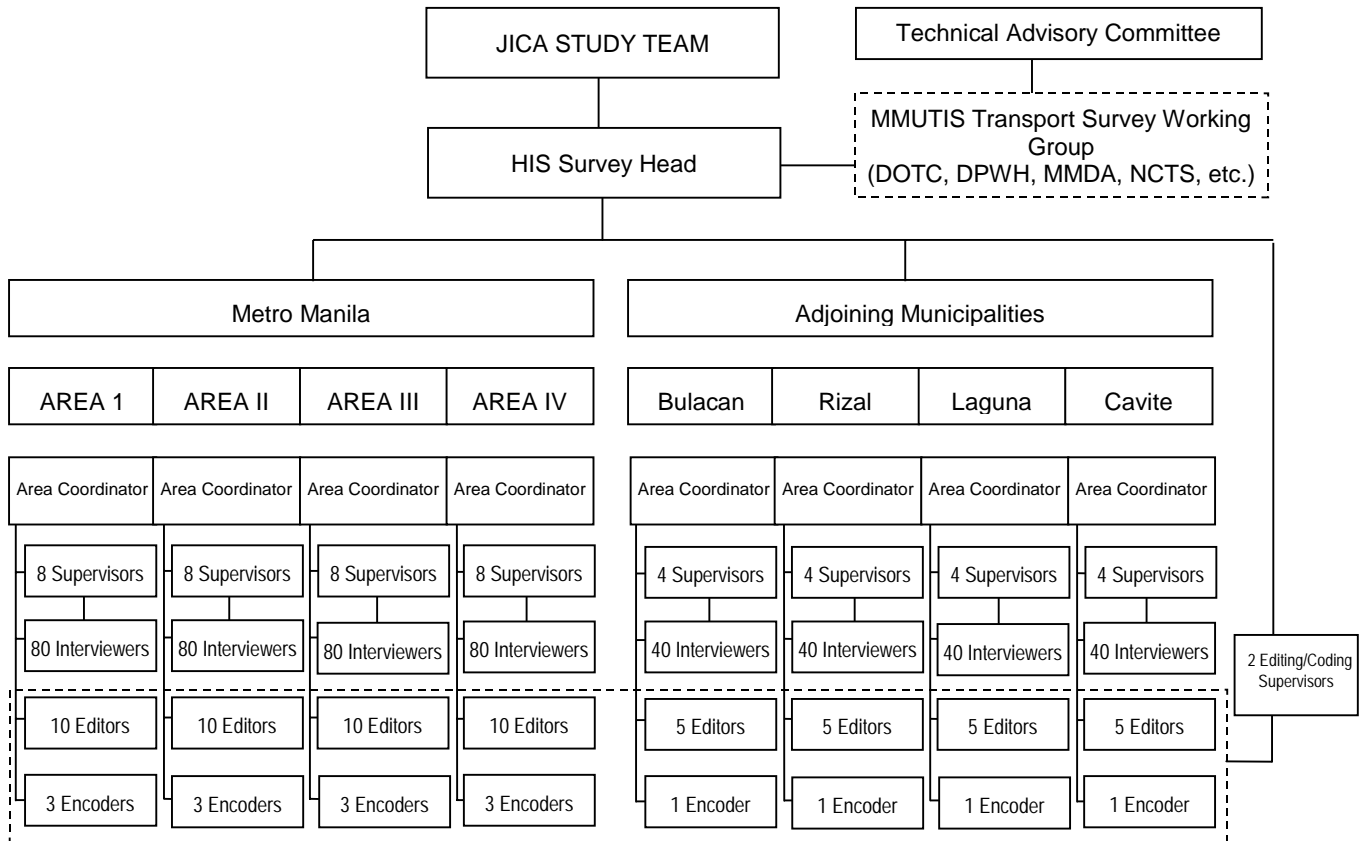 JICA STUDY TEAM
Technical Advisory Committee
MMUTIS Transport Survey Working
Group
(DOTC, DPWH, MMDA, NCTS, etc.)
HIS Survey Head
Metro Manila
Adjoining Municipalities
AREA 1
AREA II
AREA III
AREA IV
Bulacan
Rizal
Laguna
Cavite
Area Coordinator
Area Coordinator
Area Coordinator
Area Coordinator
Area Coordinator
Area Coordinator
Area Coordinator
Area Coordinator
8 Supervisors
8 Supervisors
8 Supervisors
8 Supervisors
4 Supervisors
4 Supervisors
4 Supervisors
4 Supervisors
80 Interviewers
80 Interviewers
80 Interviewers
80 Interviewers
40 Interviewers
40 Interviewers
40 Interviewers
40 Interviewers
2 Editing/Coding
Supervisors
10 Editors
10 Editors
10 Editors
10 Editors
5 Editors
5 Editors
5 Editors
5 Editors
3 Encoders
3 Encoders
3 Encoders
3 Encoders
1 Encoder
1 Encoder
1 Encoder
1 Encoder